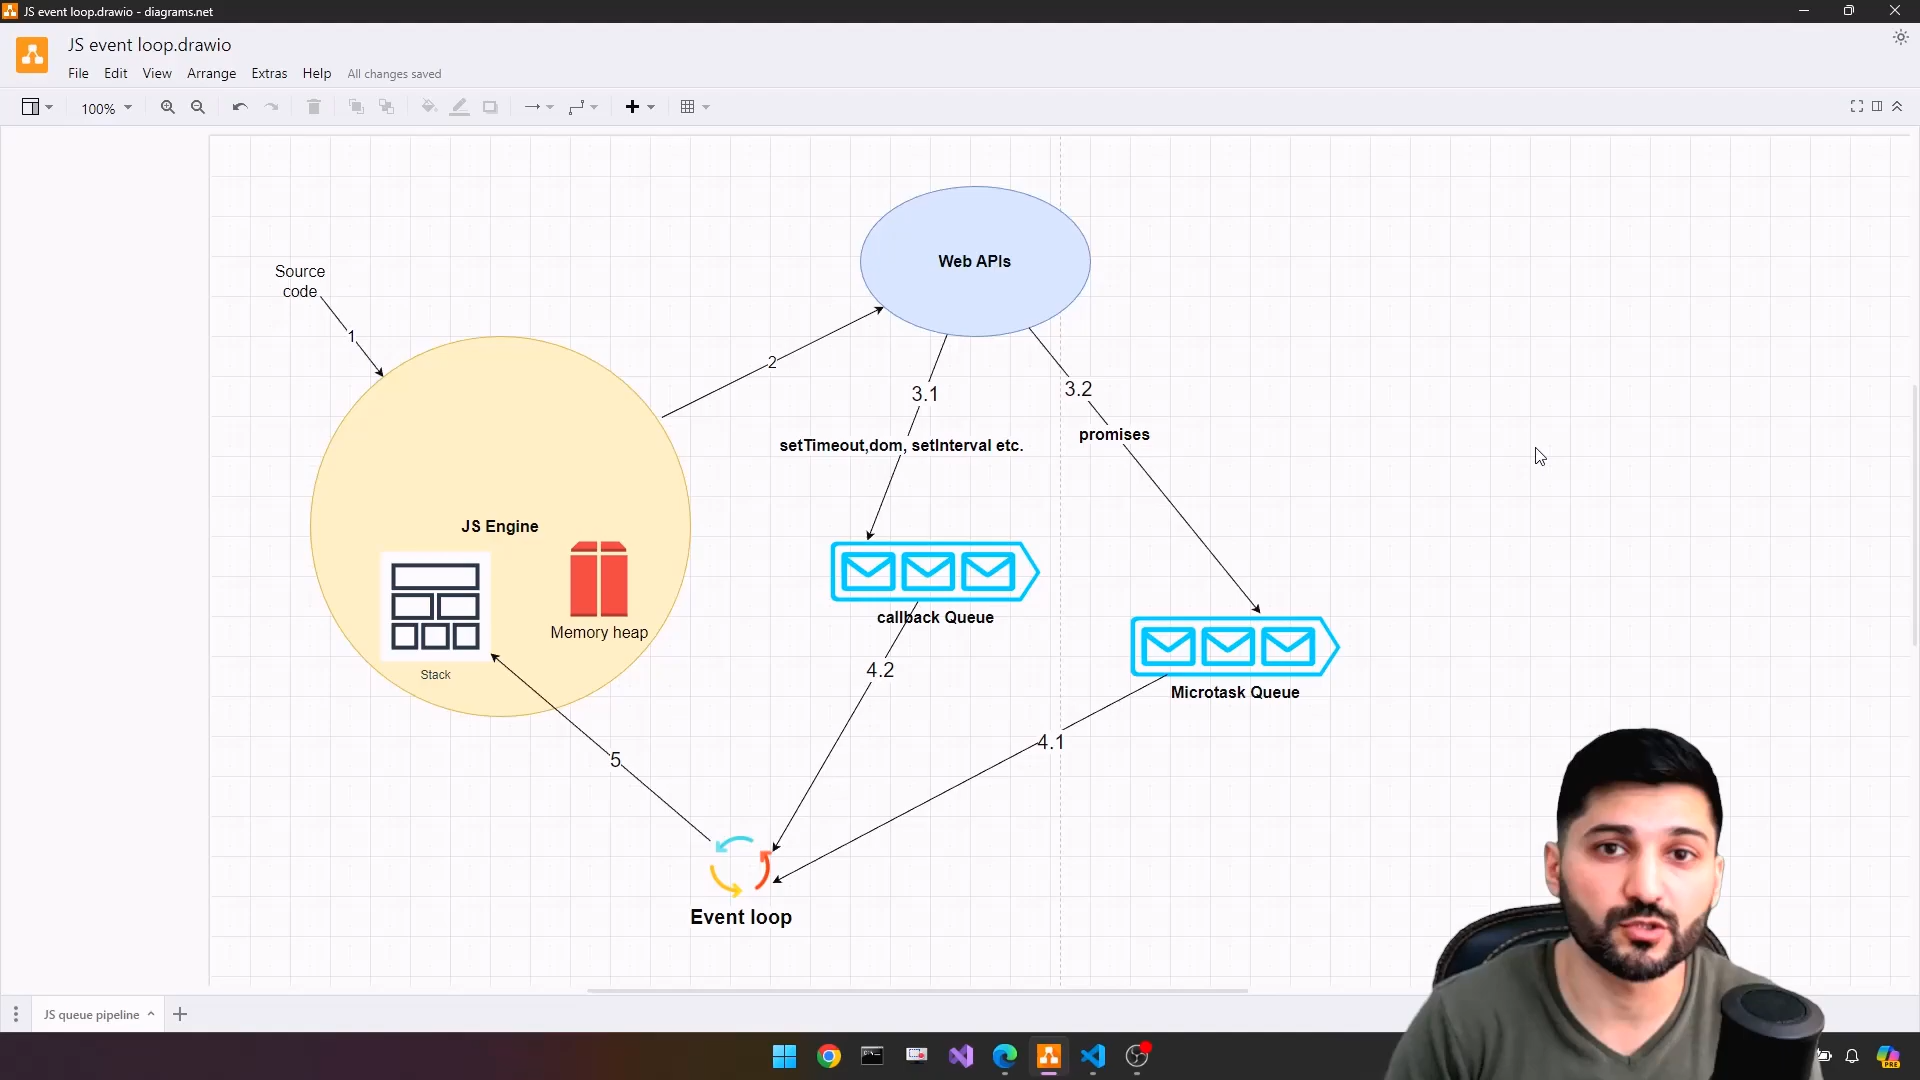 JS event loop.drawio - diagrams.net
JS event loop.drawio
File Edit View Arrange Extras Help All changes saved
100%
Web APIs
Source
code
1
2
3.1
3.2
setTimeout,dom, setInterval etc.
promises
JS Engine
Memory heap
Stack
callback Queue
Microtask Queue
4.2
4.1
5
Event loop
JS queue pipeline
PRE